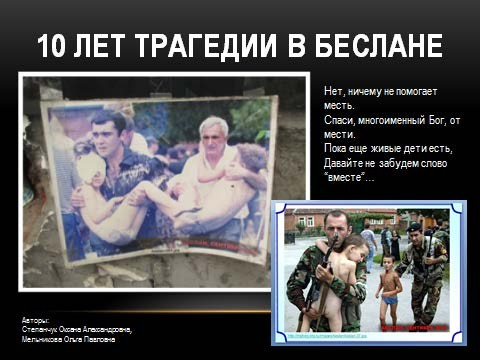 10 ЛЕТ ТРАГЕДИИ В БЕСЛАНЕ
Нет, ничему не помогает
месть.
Спаси, многоименный Бог, от
мести.
Пока еще живые дети есть,
Давайте не забудем слово
"вместе"...
Авторы:
Степанчук Оксана Александровна,
Мельникова Ольга Павловна